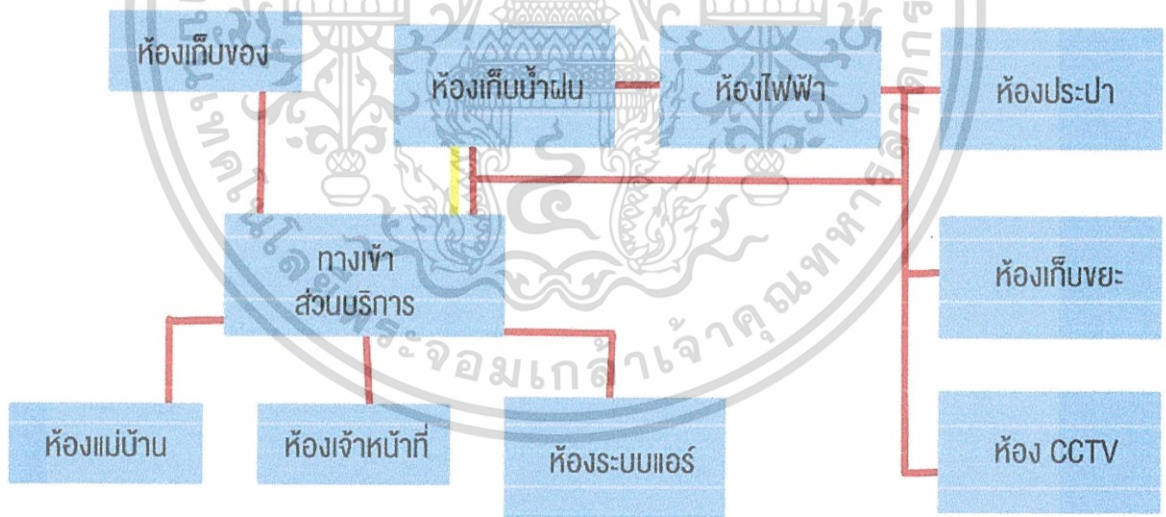 ห้องเก็บของ
ห้องเก็บน้ำฝน
ห้องไฟฟ้า
ห้องประปา
ทางเข้า
ส่วนบริการ
ห้องเก็บขยะ
ห้องแม่บ้าน
ห้องเจ้าหน้าที่
ห้องระบบแอร์
ห้อง CCTV